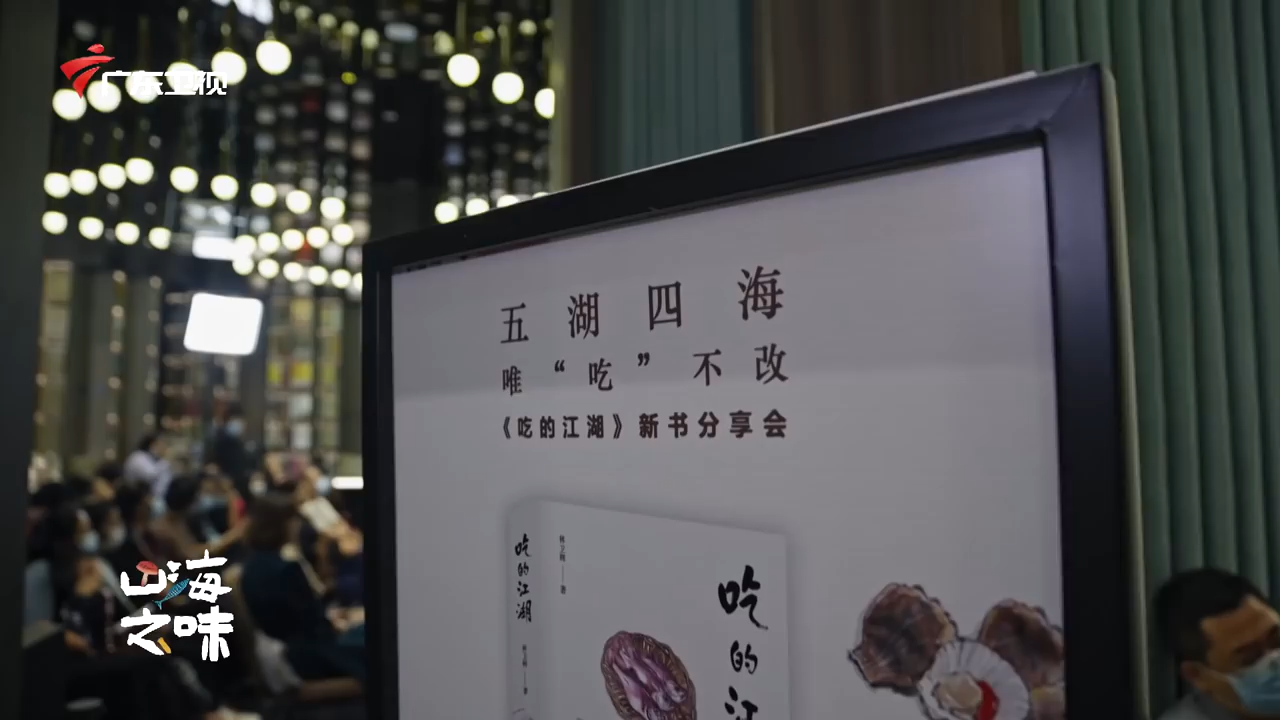 广东卫视
五湖四海
唯“吃”不改
《吃的江湖》新书分享会
吃的江湖
吃的江
山海
之味